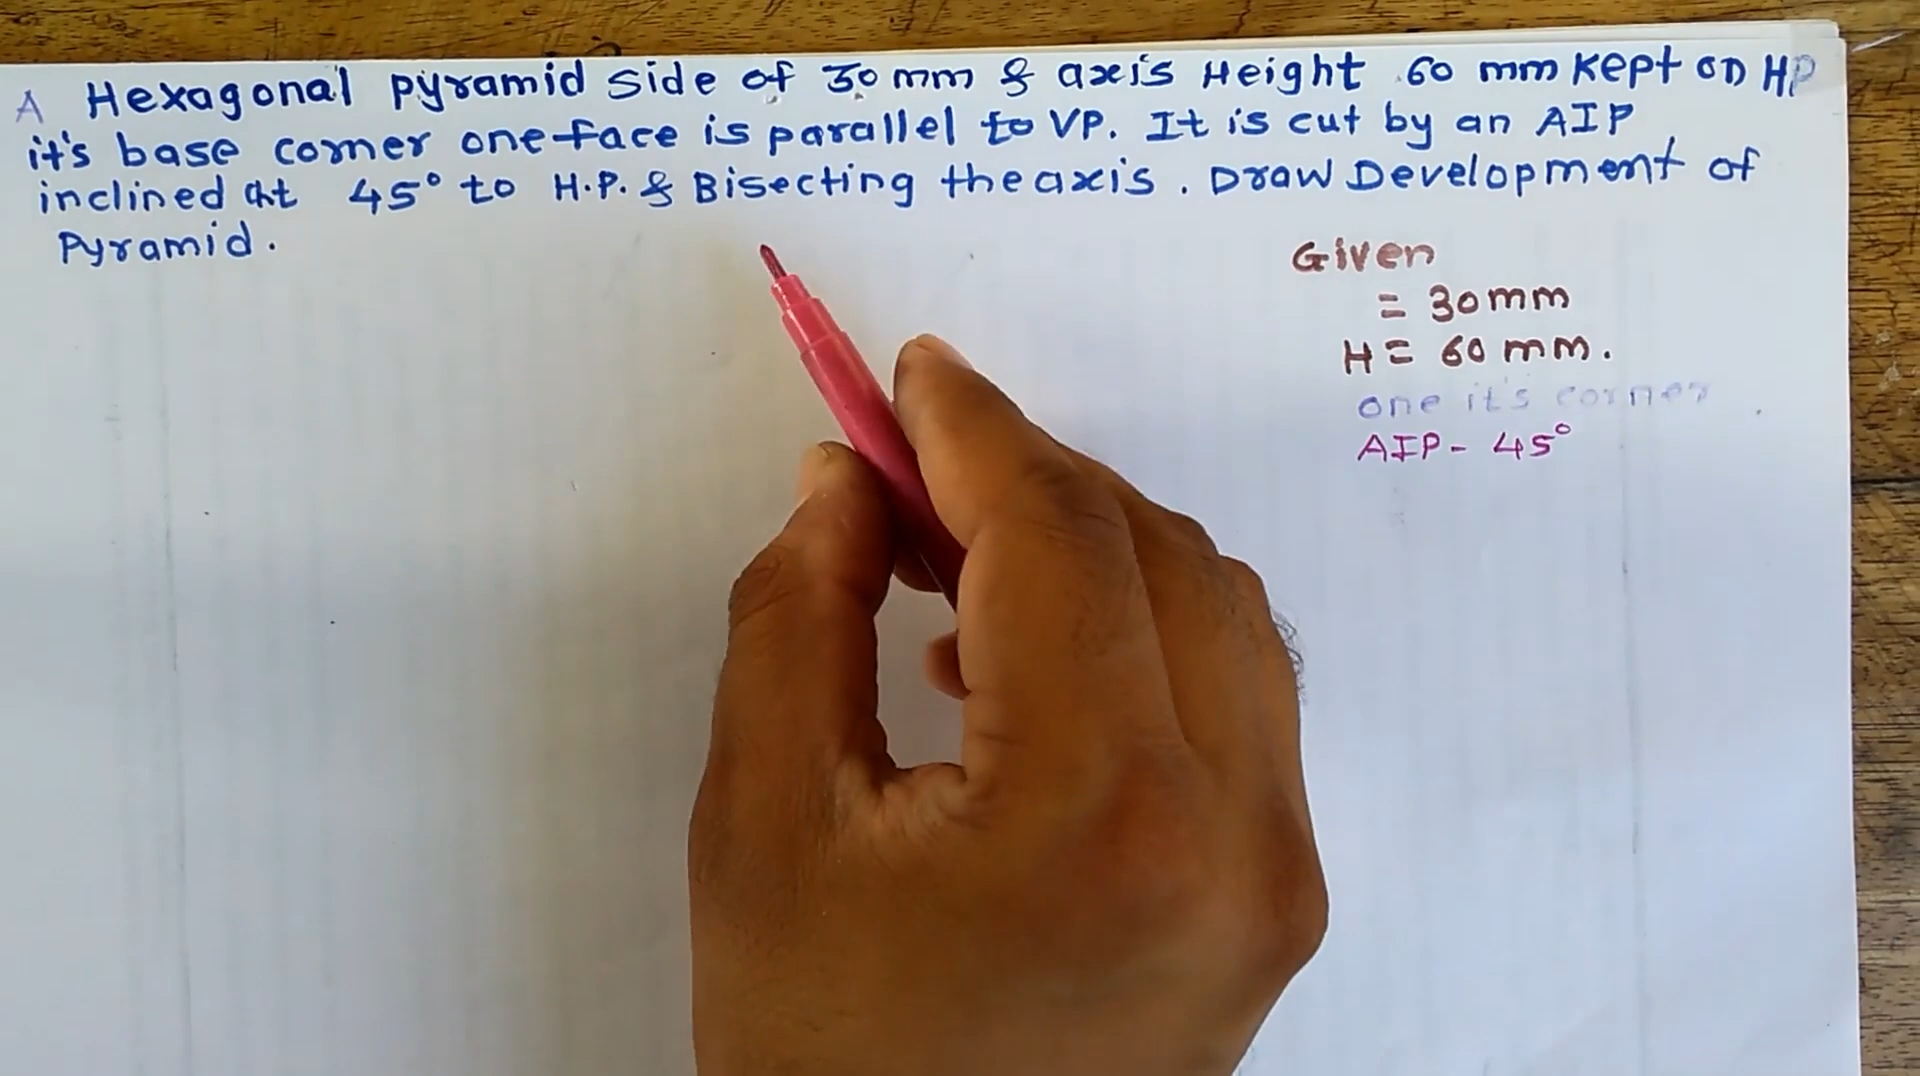 A Hexagonal pyramid side of 30 mm & axis Height 60 mm kept on HP
it's base corner one face is parallel to VP. It is cut by an AIP
inclined at 45° to H.P. & Bisecting the axis. Draw Development of
Pyramid.
Given
= 30mm
H = 60 mm.
one it's corner
AIP - 45°